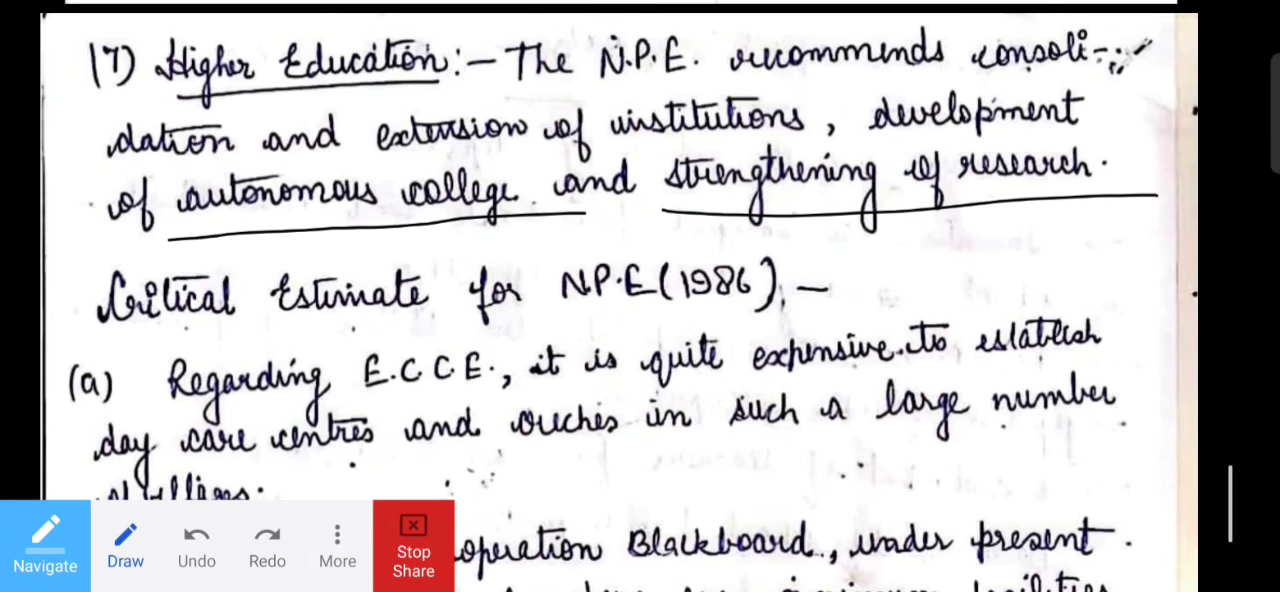 17) Higher Education:- The N.P.E. recommends consoli-
dation and extension of institutions, development
of autonomous college and strengthening of research.
Critical Estimate for N.P.E (1986) :-
(a) Regarding E.C.C.E., it is quite expensive to establish
day care centres and creches in such a large number
operation Blackboard, under present
Navigate
Draw
Undo
Redo
More
Stop
Share